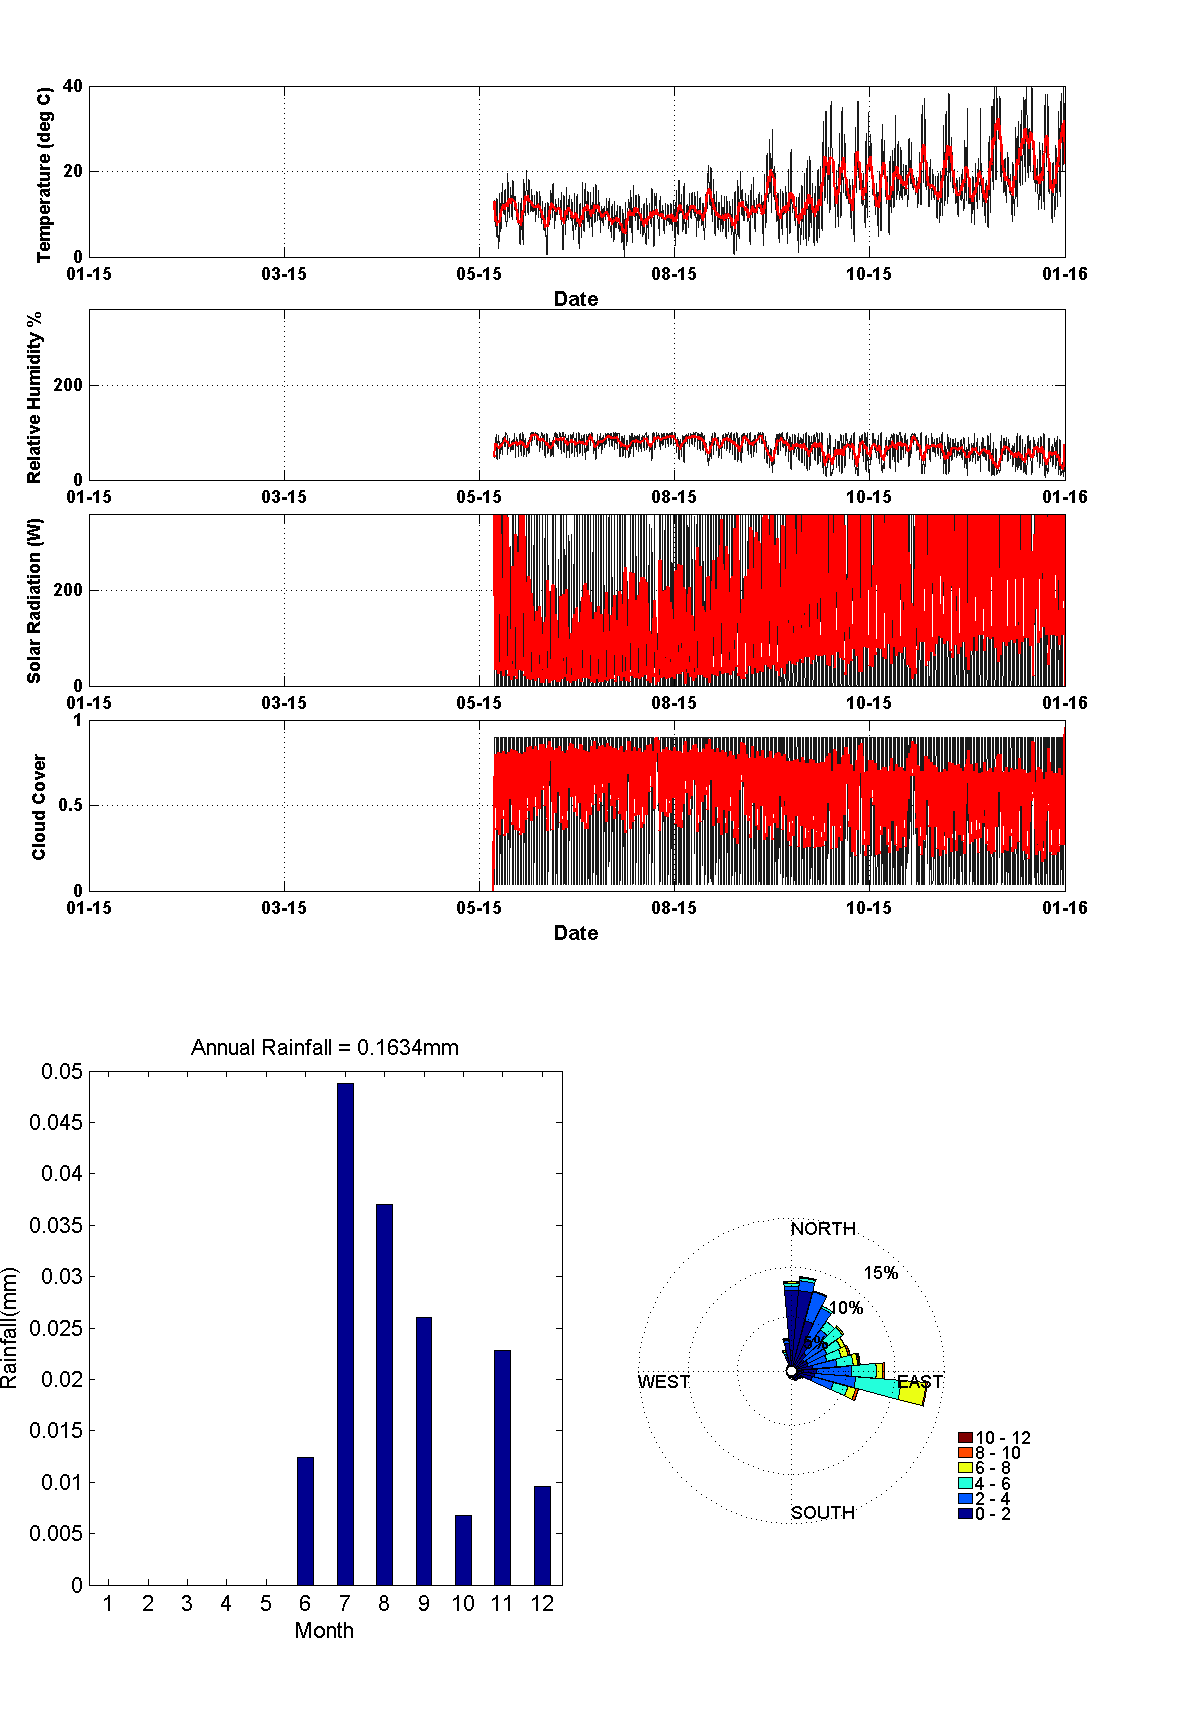 Temperature (deg C)
40
20
0
01-15 03-15 05-15 08-15 10-15 01-16
Date
Relative Humidity %
200
0
01-15 03-15 05-15 08-15 10-15 01-16
Solar Radiation (W)
200
0
01-15 03-15 05-15 08-15 10-15 01-16
Cloud Cover
1
0.5
0
01-15 03-15 05-15 08-15 10-15 01-16
Date
Annual Rainfall = 0.1634mm
Rainfall(mm)
0.05
0.045
0.04
0.035
0.03
0.025
0.02
0.015
0.01
0.005
0
1 2 3 4 5 6 7 8 9 10 11 12
Month
NORTH
15%
10%
5%
WEST
EAST
SOUTH
10 - 12
8 - 10
6 - 8
4 - 6
2 - 4
0 - 2